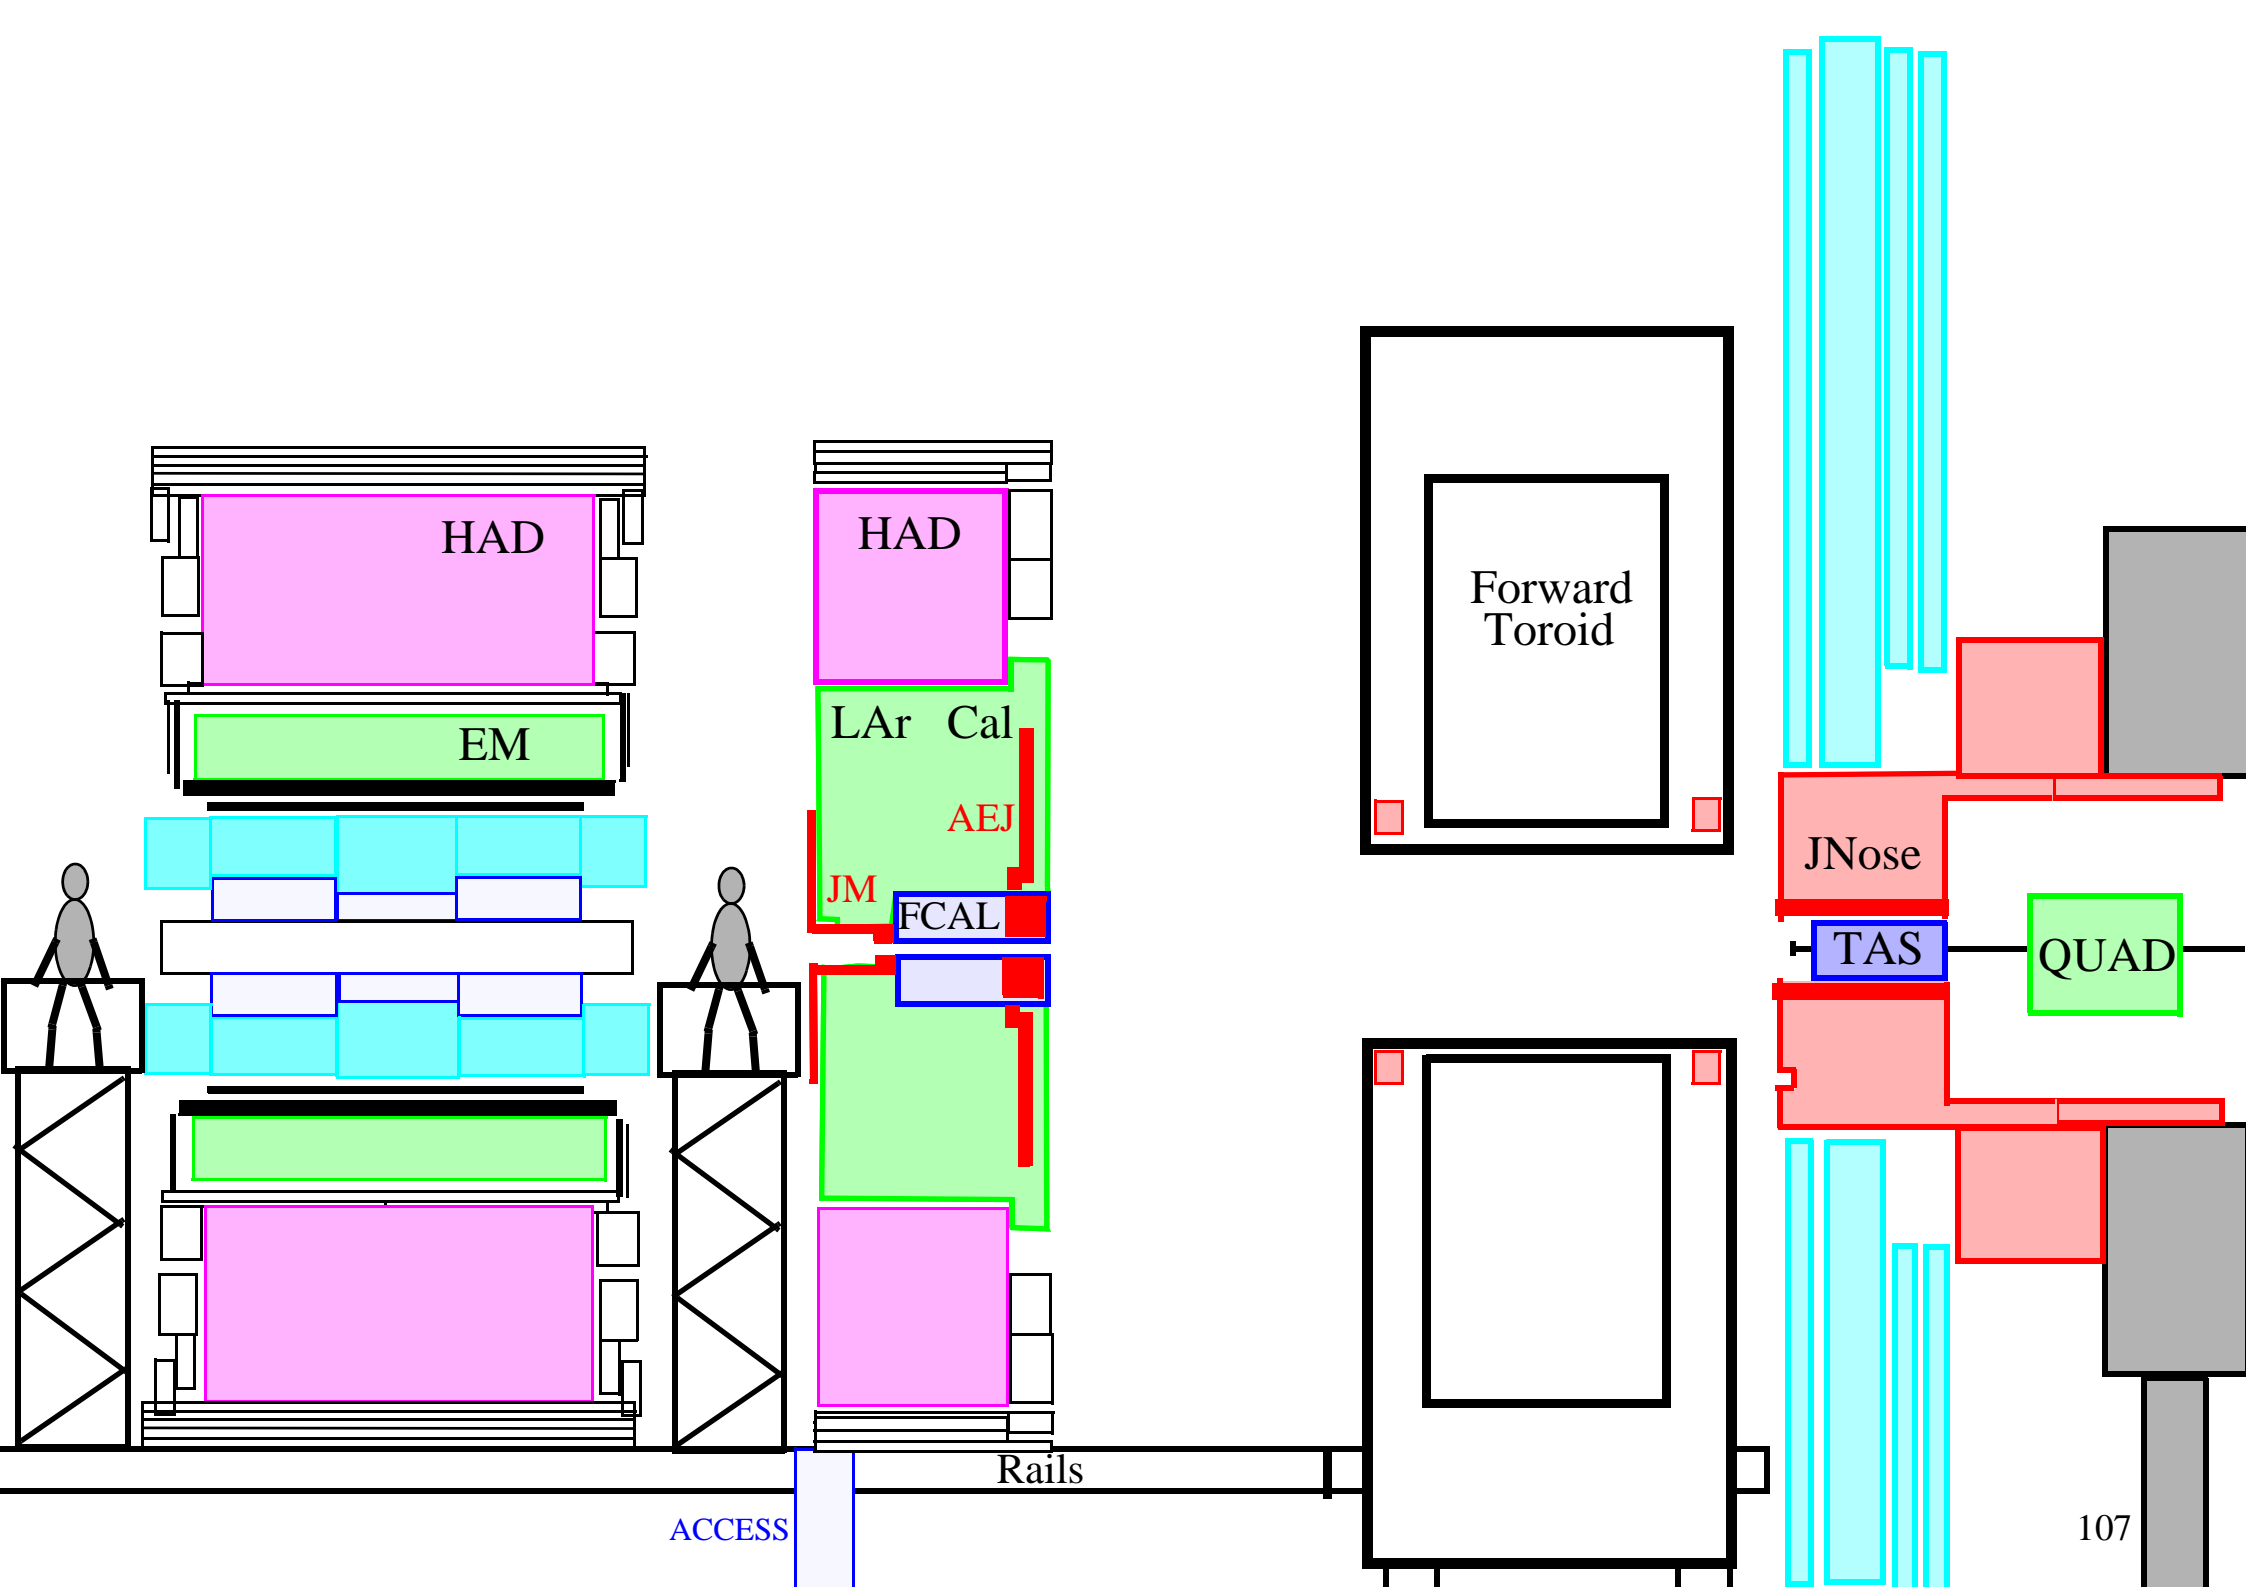 HAD
HAD
Forward
Toroid
LAr Cal
EM
AEJ
JNose
JM
FCAL
TAS
QUAD
Rails
ACCESS
107